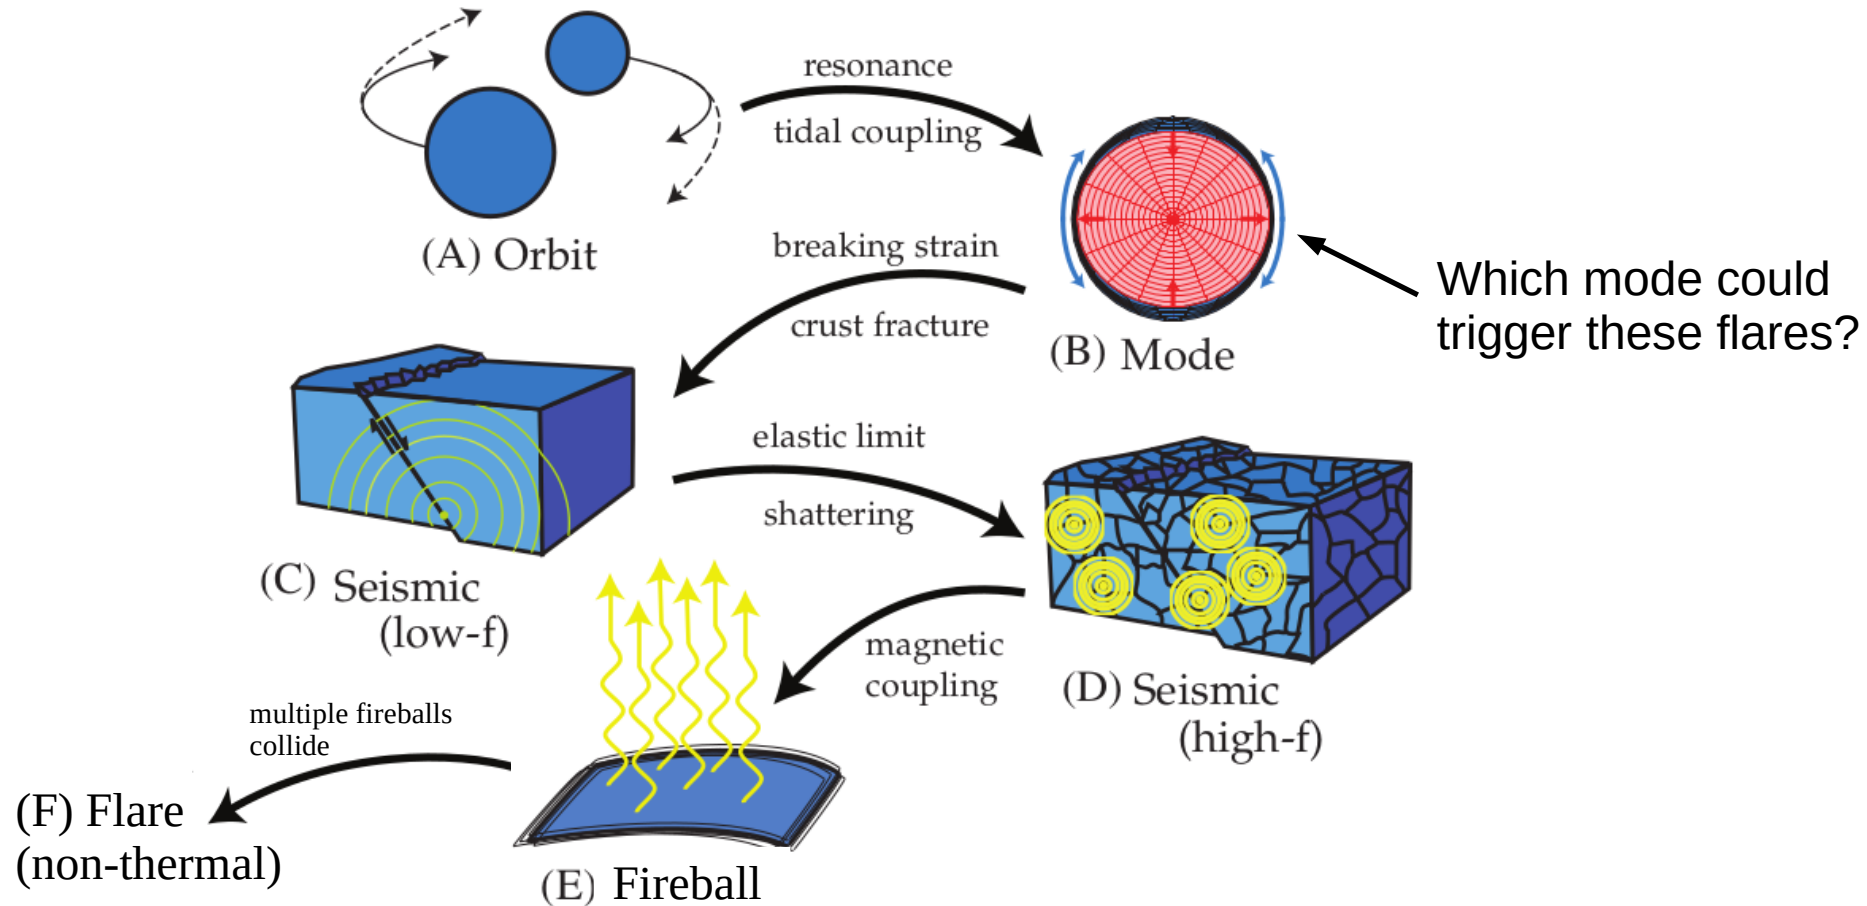 resonance
tidal coupling
(A) Orbit
breaking strain
crust fracture
(B) Mode
Which mode could
trigger these flares?
elastic limit
shattering
(C) Seismic
(low-f)
magnetic
coupling
(D) Seismic
(high-f)
multiple fireballs
collide
(F) Flare
(non-thermal)
(E) Fireball